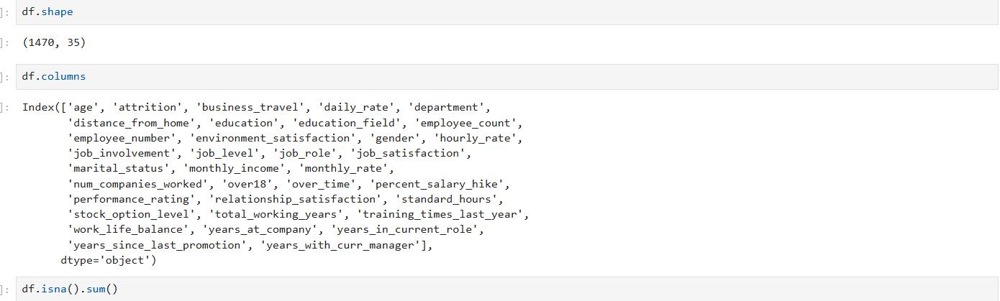 ]: df.shape
]: (1470, 35)
]: df.columns
]: Index(['age', 'attrition', 'business_travel', 'daily_rate', 'department',
'distance_from_home', 'education', 'education_field', 'employee_count',
'employee_number', 'environment_satisfaction', 'gender', 'hourly_rate',
'job_involvement', 'job_level', 'job_role', 'job_satisfaction',
'marital_status', 'monthly_income', 'monthly_rate',
'num_companies_worked', 'over18', 'over_time', 'percent_salary_hike',
'performance_rating', 'relationship_satisfaction', 'standard_hours',
'stock_option_level', 'total_working_years', 'training_times_last_year',
'work_life_balance', 'years_at_company', 'years_in_current_role',
'years_since_last_promotion', 'years_with_curr_manager'],
dtype='object')
]: df.isna().sum()